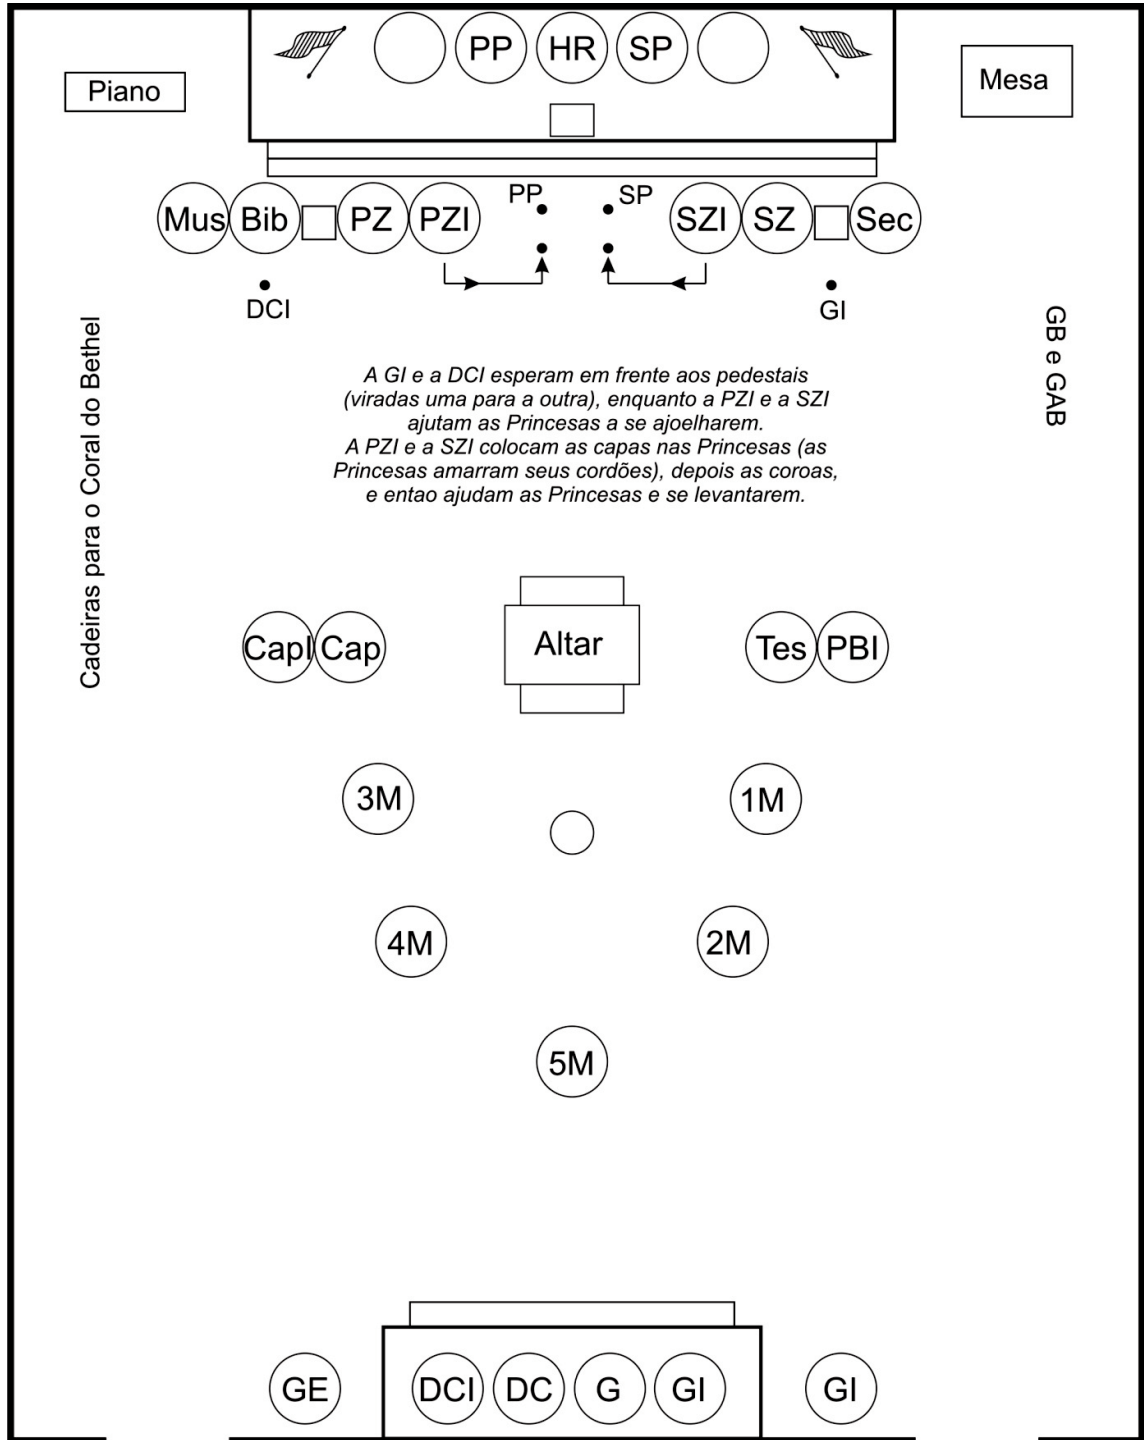 PP HR SP
Piano
Mesa
Mus Bib PZ PZI PP SP SZI SZ Sec
DCI GI
Cadeiras para o Coral do Bethel
GB e GAB
A GI e a DCI esperam em frente aos pedestais
(viradas uma para a outra), enquanto a PZI e a SZI
ajutam as Princesas a se ajoelharem.
A PZI e a SZI colocam as capas nas Princesas (as
Princesas amarram seus cordões), depois as coroas,
e entao ajudam as Princesas e se levantarem.
CapI Cap Altar Tes PBI
3M 1M
4M 2M
5M
GE DCI DC G GI GI